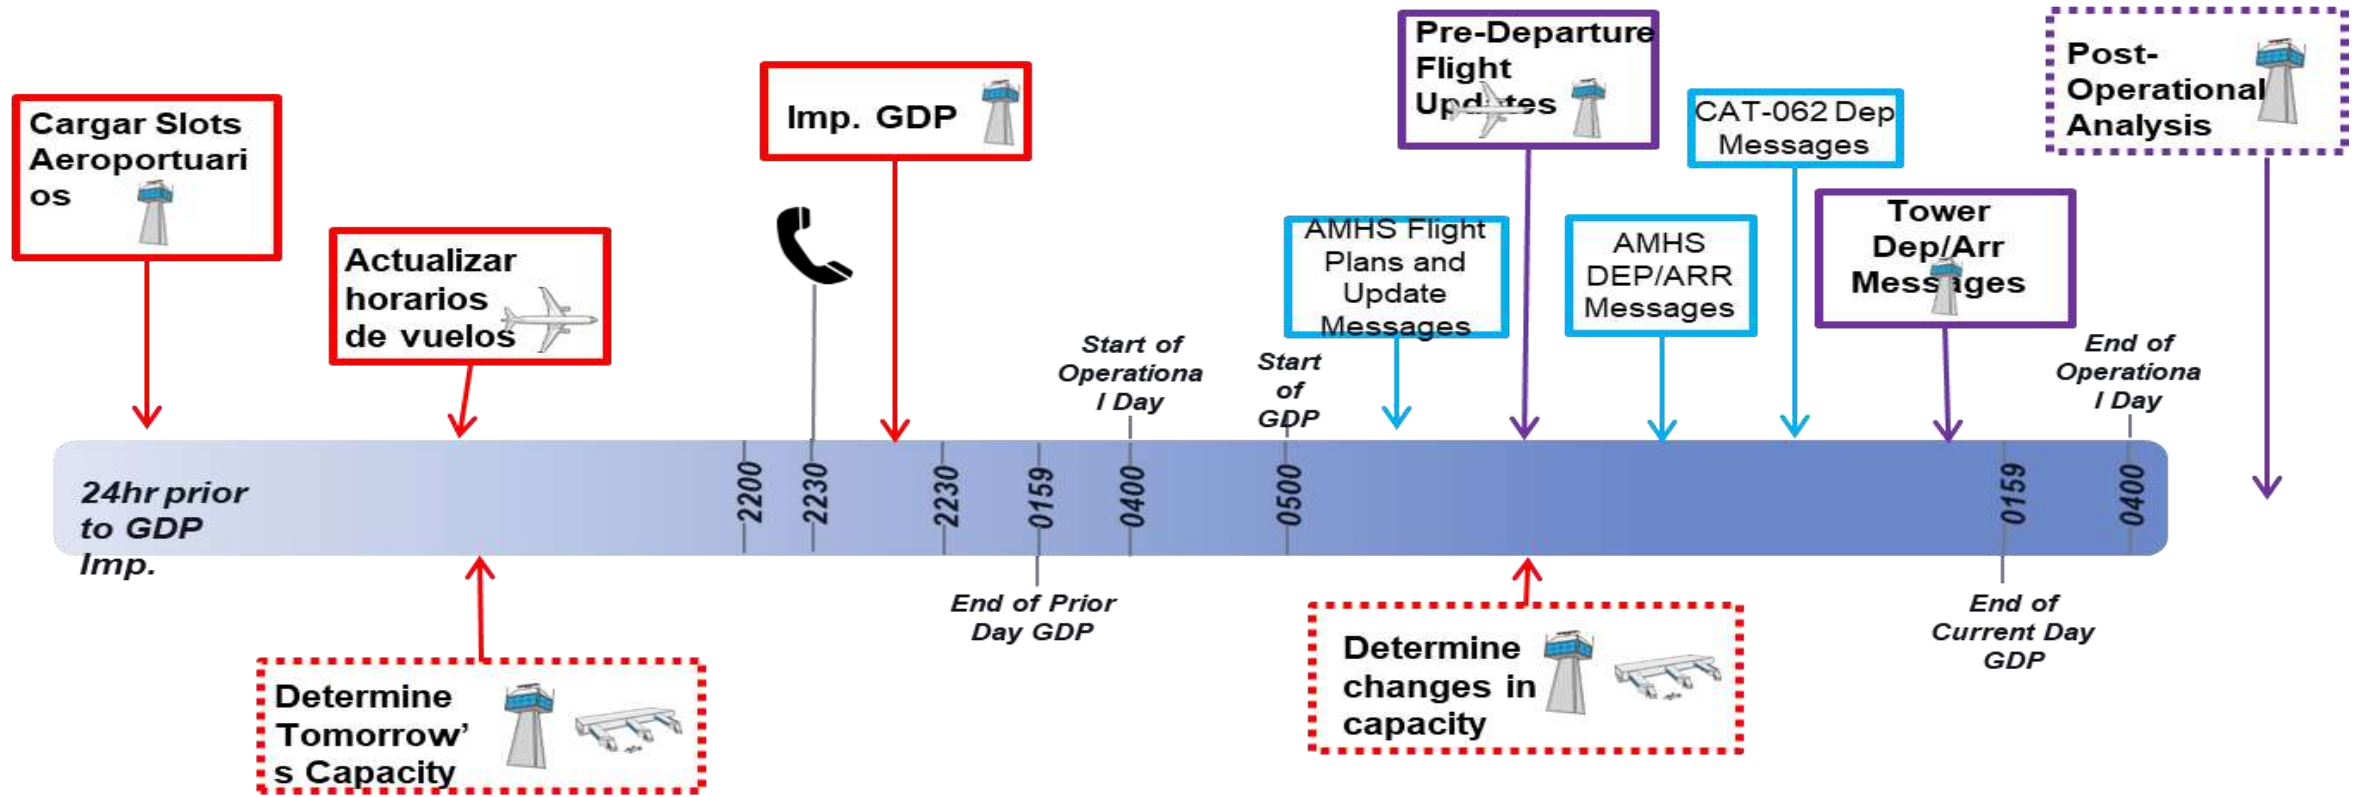 Cargar Slots
Aeroportuari
os
Actualizar
horarios
de vuelos
Imp. GDP
Pre-Departure
Flight
Updates
CAT-062 Dep
Messages
Post-
Operational
Analysis
AMHS Flight
Plans and
Update
Messages
AMHS
DEP/ARR
Messages
Tower
Dep/Arr
Messages
Start of
Operationa
l Day
Start
of
GDP
End of
Operationa
l Day
24hr prior
to GDP
Imp.
2200
2230
2230
0159
0400
0500
0159
0400
End of Prior
Day GDP
End of
Current Day
GDP
Determine
Tomorrow’
s Capacity
Determine
changes in
capacity